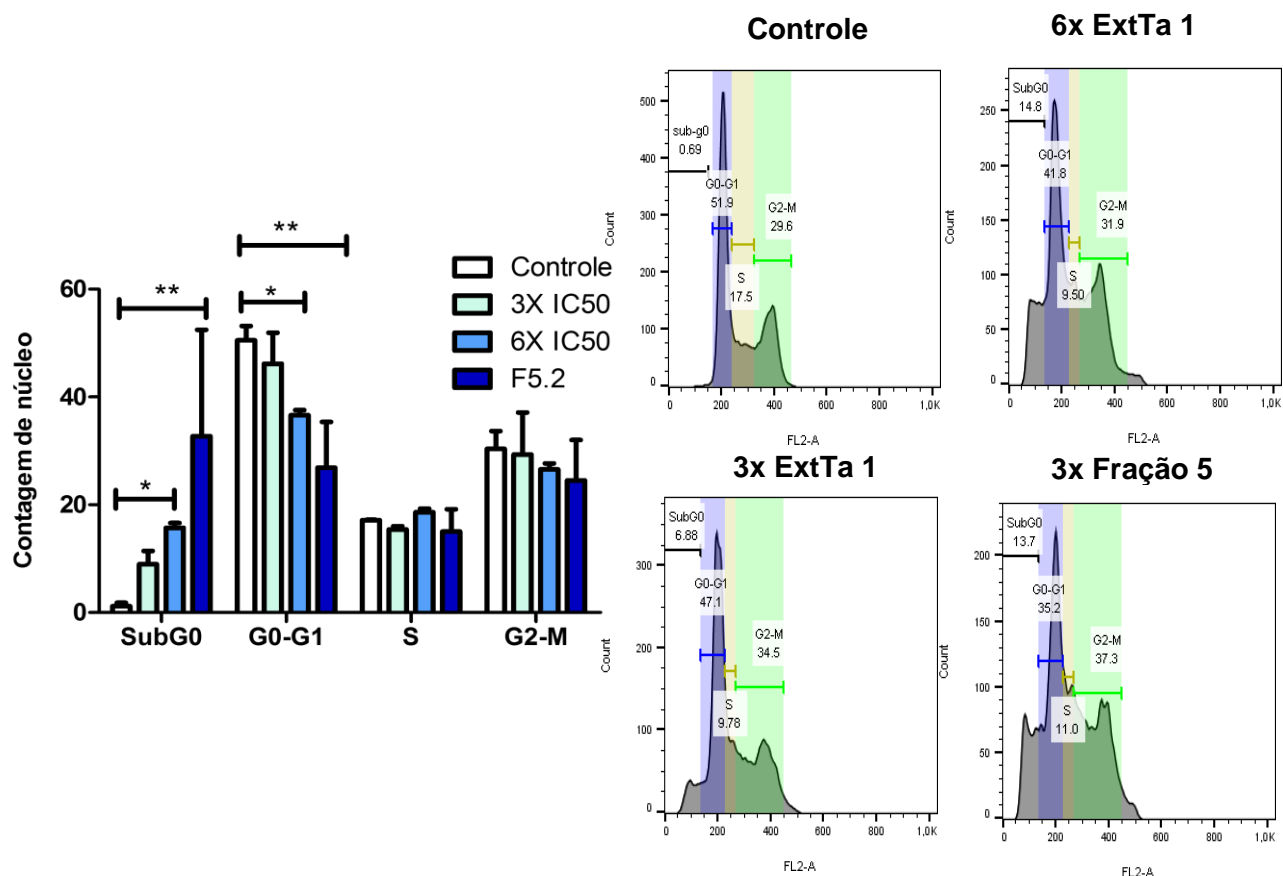 Contagem de núcleo
60
40
20
0
**
*
**
*
Controle
3X IC50
6X IC50
F5.2
SubG0
G0-G1
S
G2-M
Controle
500
400
300
200
100
0
Count
sub-g0
0.69
G0-G1
51.9
S
17.5
G2-M
29.6
0
200
400
600
800
1,0K
FL2-A
6x ExtTa 1
250
200
150
100
50
0
Count
SubG0
14.8
G0-G1
41.8
S
9.50
G2-M
31.9
0
200
400
600
800
1,0K
FL2-A
3x ExtTa 1
300
200
100
0
Count
SubG0
6.88
G0-G1
47.1
S
9.78
G2-M
34.5
0
200
400
600
800
1,0K
FL2-A
3x Fração 5
200
150
100
50
0
Count
SubG0
13.7
G0-G1
35.2
S
11.0
G2-M
37.3
0
200
400
600
800
1,0K
FL2-A